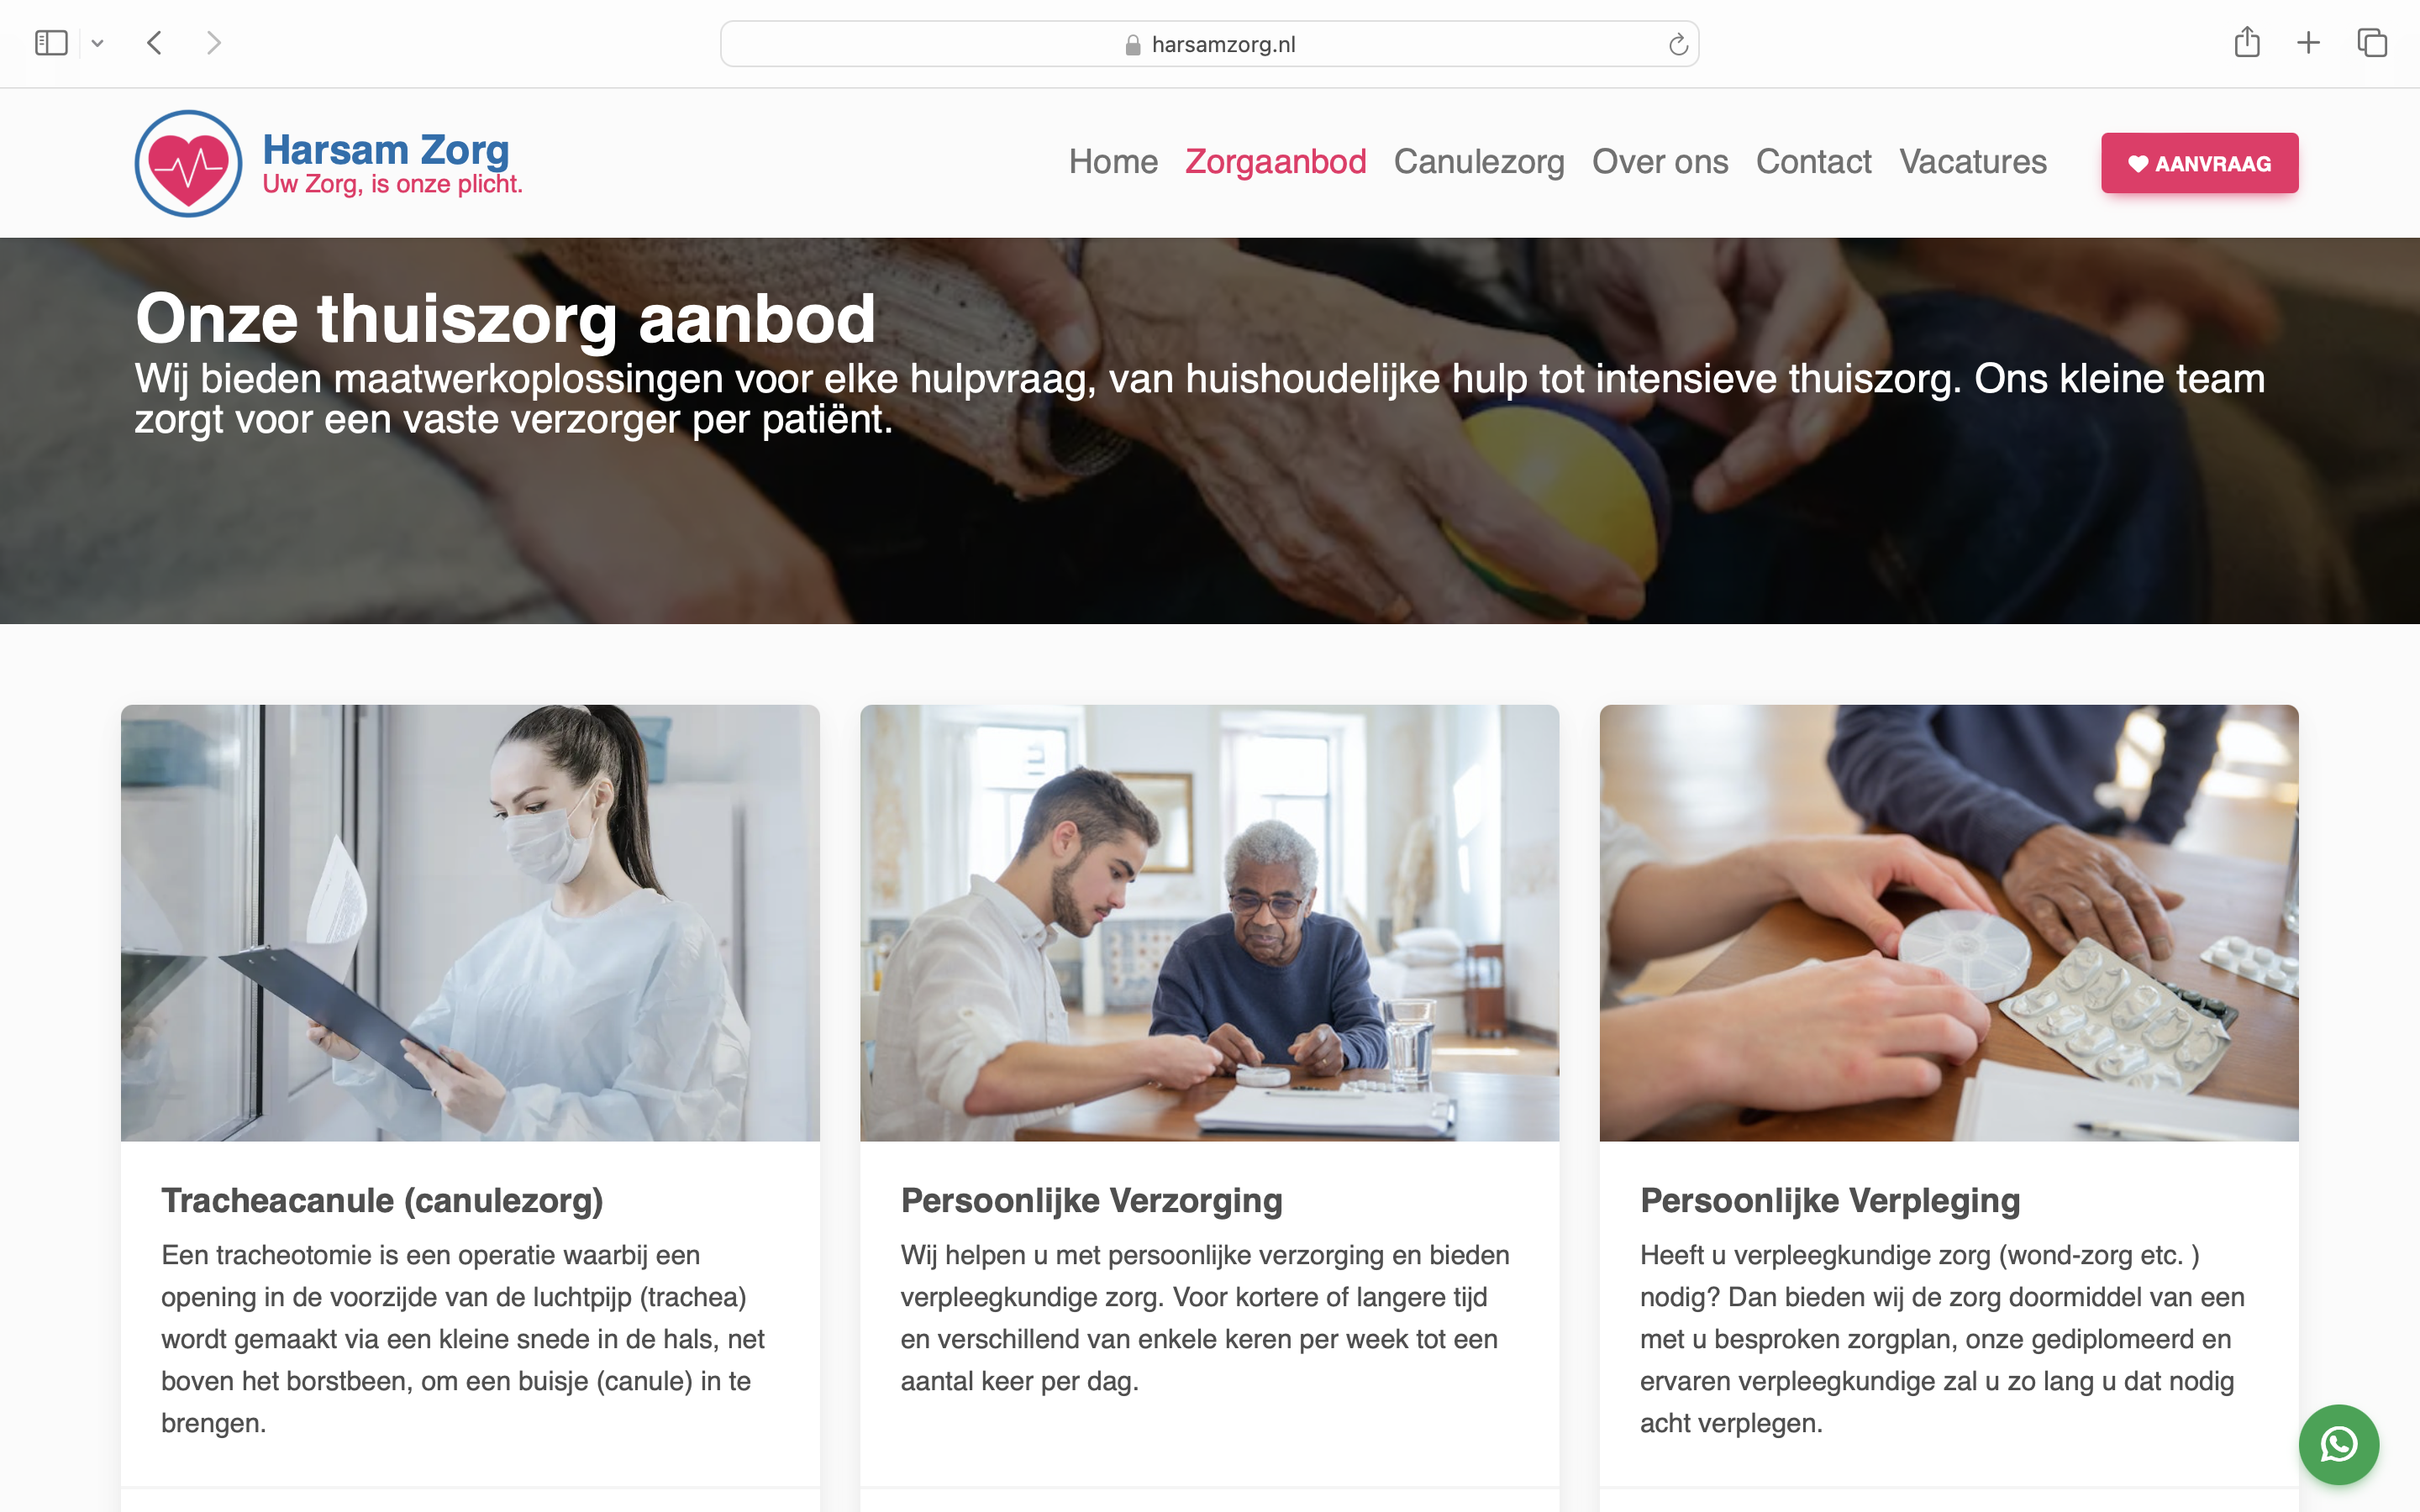 harsamzorg.nl
Harsam Zorg
Uw Zorg, is onze plicht.
Home Zorgaanbod Canulezorg Over ons Contact Vacatures AANVRAAG
Onze thuiszorg aanbod
Wij bieden maatwerkoplossingen voor elke hulpvraag, van huishoudelijke hulp tot intensieve thuiszorg. Ons kleine team
zorgt voor een vaste verzorger per patiënt.
Tracheacanule (canulezorg)
Een tracheotomie is een operatie waarbij een
opening in de voorzijde van de luchtpijp (trachea)
wordt gemaakt via een kleine snede in de hals, net
boven het borstbeen, om een buisje (canule) in te
brengen.
Persoonlijke Verzorging
Wij helpen u met persoonlijke verzorging en bieden
verpleegkundige zorg. Voor kortere of langere tijd
en verschillend van enkele keren per week tot een
aantal keer per dag.
Persoonlijke Verpleging
Heeft u verpleegkundige zorg (wond-zorg etc. )
nodig? Dan bieden wij de zorg doormiddel van een
met u besproken zorgplan, onze gediplomeerd en
ervaren verpleegkundige zal u zo lang u dat nodig
acht verplegen.